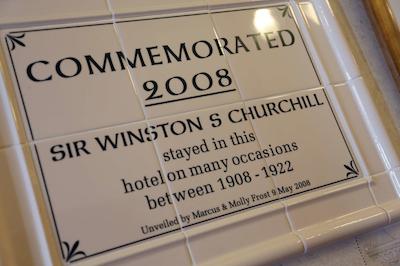 COMMEMORATED
2008
SIR WINSTON S CHURCHILL
stayed in this
hotel on many occasions
between 1908 - 1922
Unveiled by Marcus & Molly Frost 9 May 2008